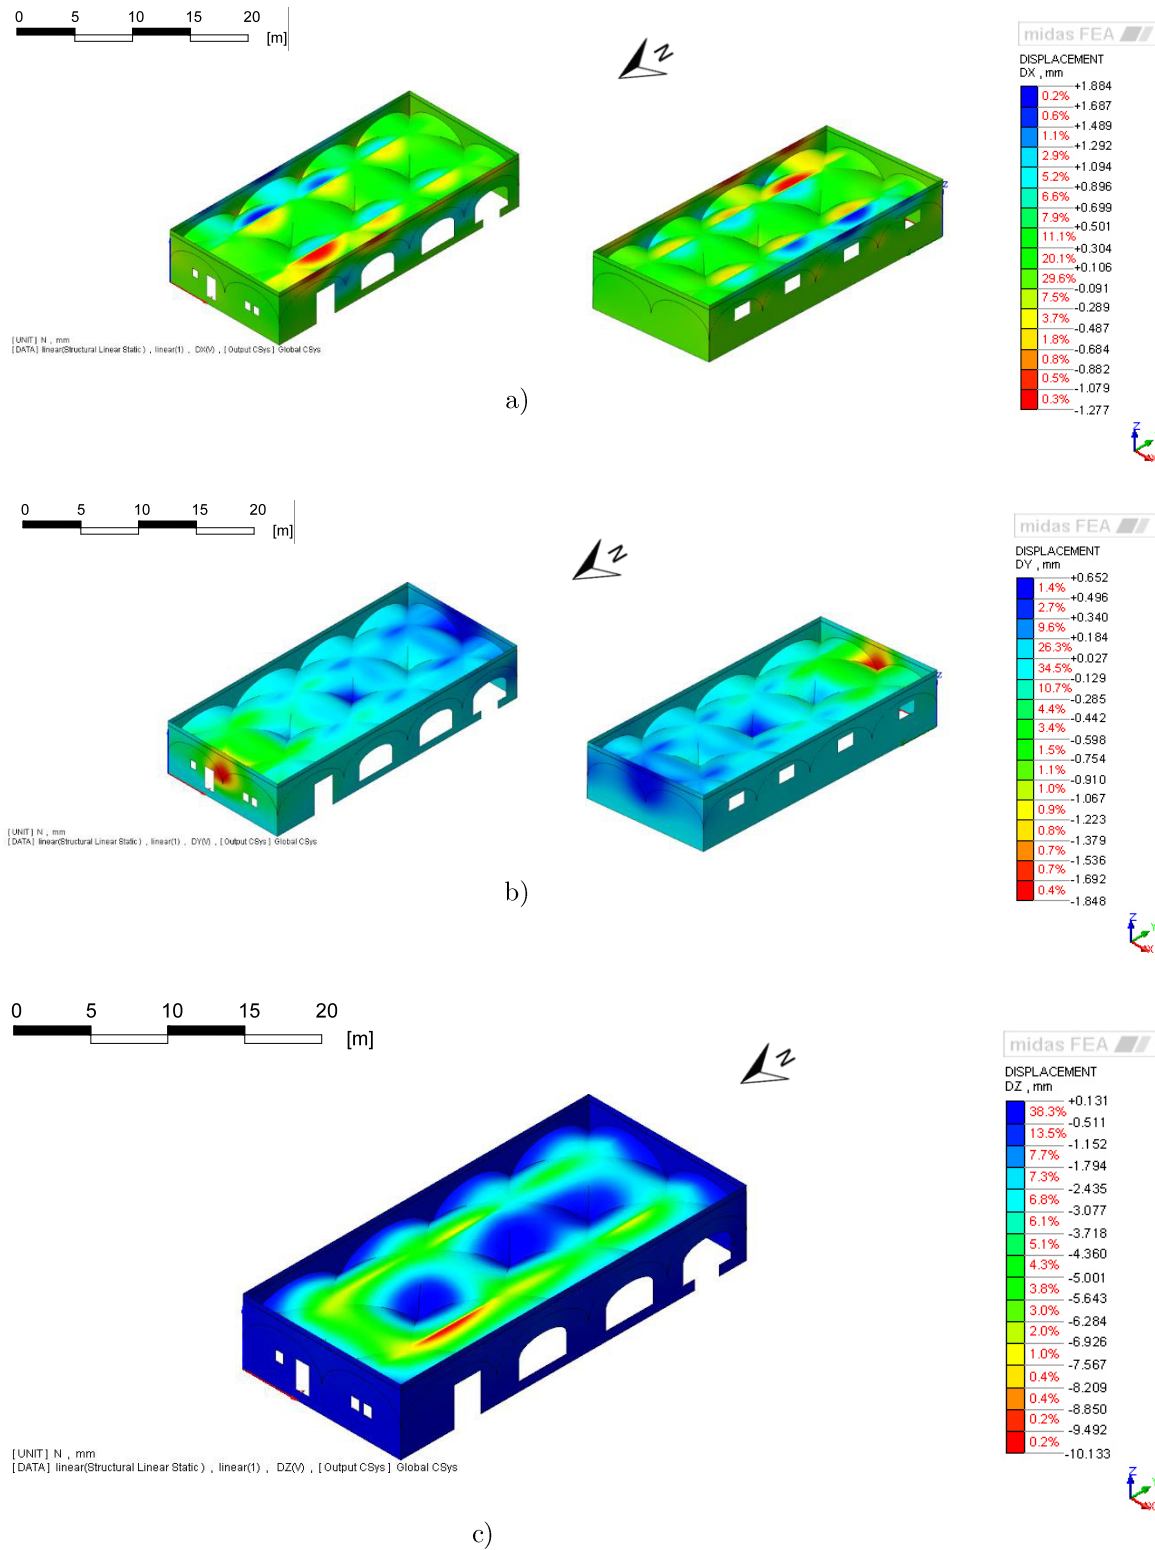 0 5 10 15 20
[m]
N
midas FEA
DISPLACEMENT
DX , mm
+1.884
0.2%
+1.687
0.6%
+1.489
1.1%
+1.292
2.9%
+1.094
5.2%
+0.896
6.6%
+0.699
7.9%
+0.501
11.1%
+0.304
20.1%
+0.106
29.6%
-0.091
7.5%
-0.289
3.7%
-0.487
1.8%
-0.684
0.8%
-0.882
0.5%
-1.079
0.3%
-1.277
Z
[UNIT] N , mm
[DATA] linear(Structural Linear Static) , linear(1) , DX(V) , [Output CSys] Global CSys
a)
Z
0 5 10 15 20
[m]
N
midas FEA
DISPLACEMENT
DY , mm
+0.652
1.4%
+0.496
2.7%
+0.340
9.6%
+0.184
26.3%
+0.027
34.5%
-0.129
10.7%
-0.285
4.4%
-0.442
3.4%
-0.598
1.5%
-0.754
1.1%
-0.910
1.0%
-1.067
0.9%
-1.223
0.8%
-1.379
0.7%
-1.536
0.7%
-1.692
0.4%
-1.848
Z
[UNIT] N , mm
[DATA] linear(Structural Linear Static) , linear(1) , DY(V) , [Output CSys] Global CSys
b)
Z
Y
X
0 5 10 15 20
[m]
N
midas FEA
DISPLACEMENT
DZ , mm
+0.131
38.3%
-0.511
13.5%
-1.152
7.7%
-1.794
7.3%
-2.435
6.8%
-3.077
6.1%
-3.718
5.1%
-4.360
4.3%
-5.001
3.8%
-5.643
3.0%
-6.284
2.0%
-6.926
1.0%
-7.567
0.4%
-8.209
0.4%
-8.850
0.2%
-9.492
0.2%
-10.133
[UNIT] N , mm
[DATA] linear(Structural Linear Static) , linear(1) , DZ(V) , [Output CSys] Global CSys
Z
Y
X
c)